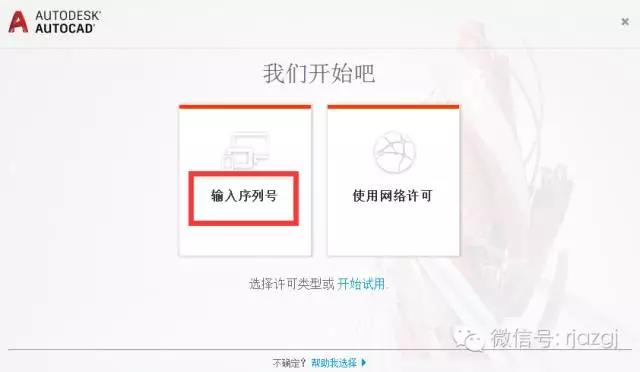 AUTODESK®
AUTOCAD®
我们开始吧
输入序列号
使用网络许可
选择许可类型或 开始试用.
微信号: rjazgj
不确定? 帮助我选择